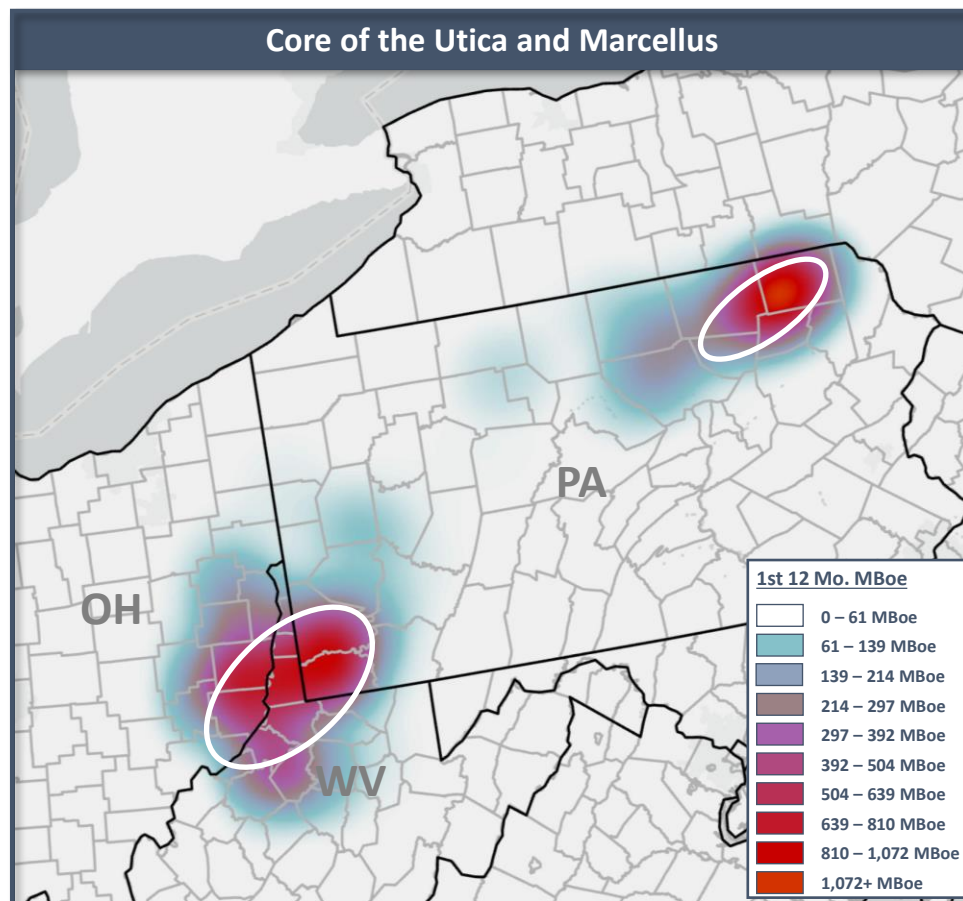 Core of the Utica and Marcellus
PA
OH
WV
1st 12 Mo. MBoe
0 – 61 MBoe
61 – 139 MBoe
139 – 214 MBoe
214 – 297 MBoe
297 – 392 MBoe
392 – 504 MBoe
504 – 639 MBoe
639 – 810 MBoe
810 – 1,072 MBoe
1,072+ MBoe